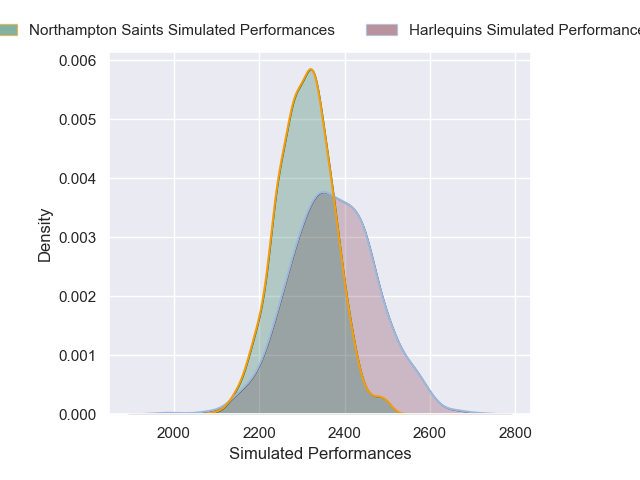 Northampton Saints Simulated Performances Harlequins Simulated Performance
0.006
0.005
0.004
0.003
0.002
0.001
0.000
Density
2000 2200 2400 2600 2800
Simulated Performances